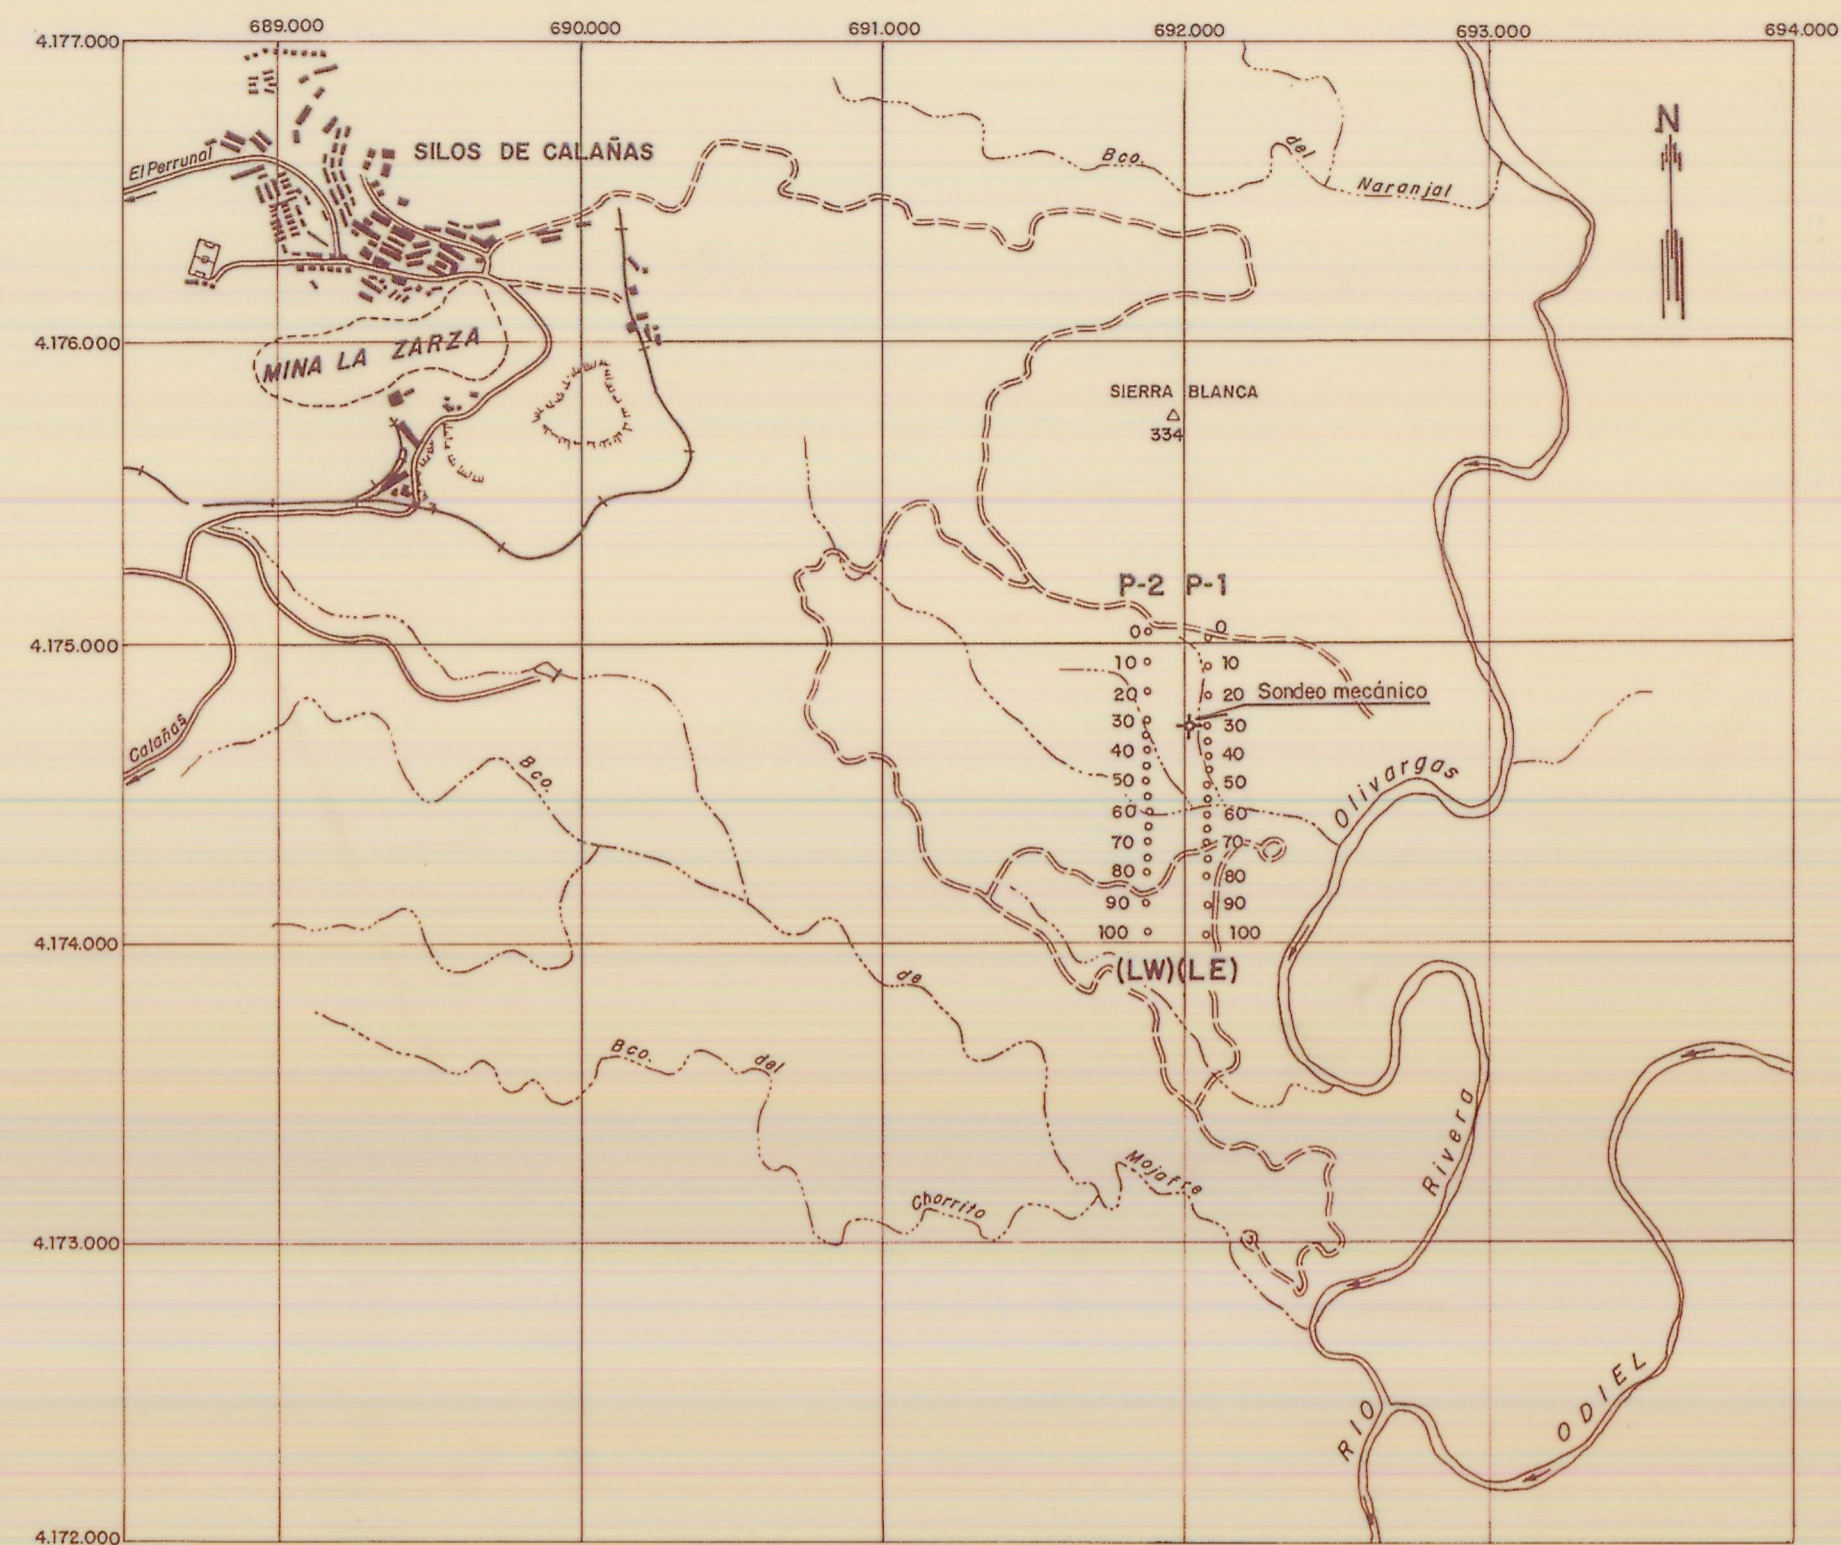 689.000 690.000 691.000 692.000 693.000 694.000
4.177.000
N
SILOS DE CALAÑAS
El Perrunal
Bco. del Naranjal
4.176.000
MINA LA ZARZA
SIERRA BLANCA
334
P-2 P-1
4.175.000
0 0
10 10
20 20 Sondeo mecánico
30 30
40 40
50 50
60 60
70 70
80 80
90 90
100 100
(LW)(LE)
Calañas
Bco.
Olivargas
4.174.000
de
Bco. del
Rivera
Mojafre
Chorrito
4.173.000
RIO ODIEL
4.172.000